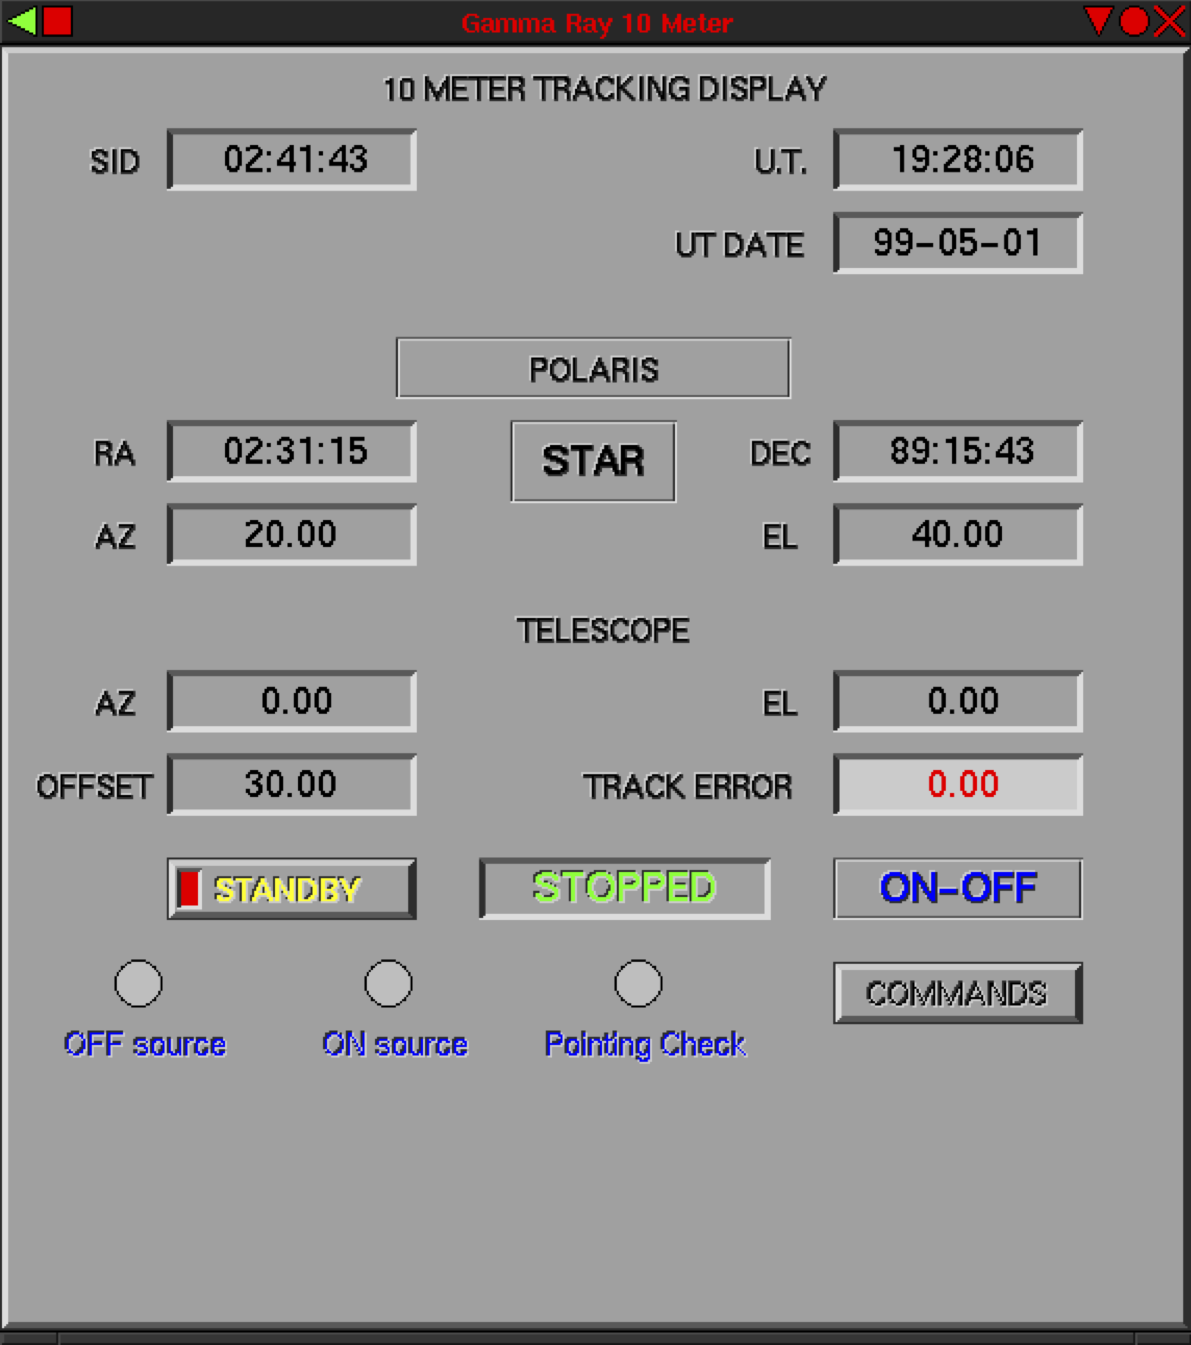 Gamma Ray 10 Meter
10 METER TRACKING DISPLAY
SID 02:41:43 U.T. 19:28:06
UT DATE 99-05-01
POLARIS
RA 02:31:15 STAR DEC 89:15:43
AZ 20.00 EL 40.00
TELESCOPE
AZ 0.00 EL 0.00
OFFSET 30.00 TRACK ERROR 0.00
STANDBY STOPPED ON-OFF
COMMANDS
OFF source ON source Pointing Check